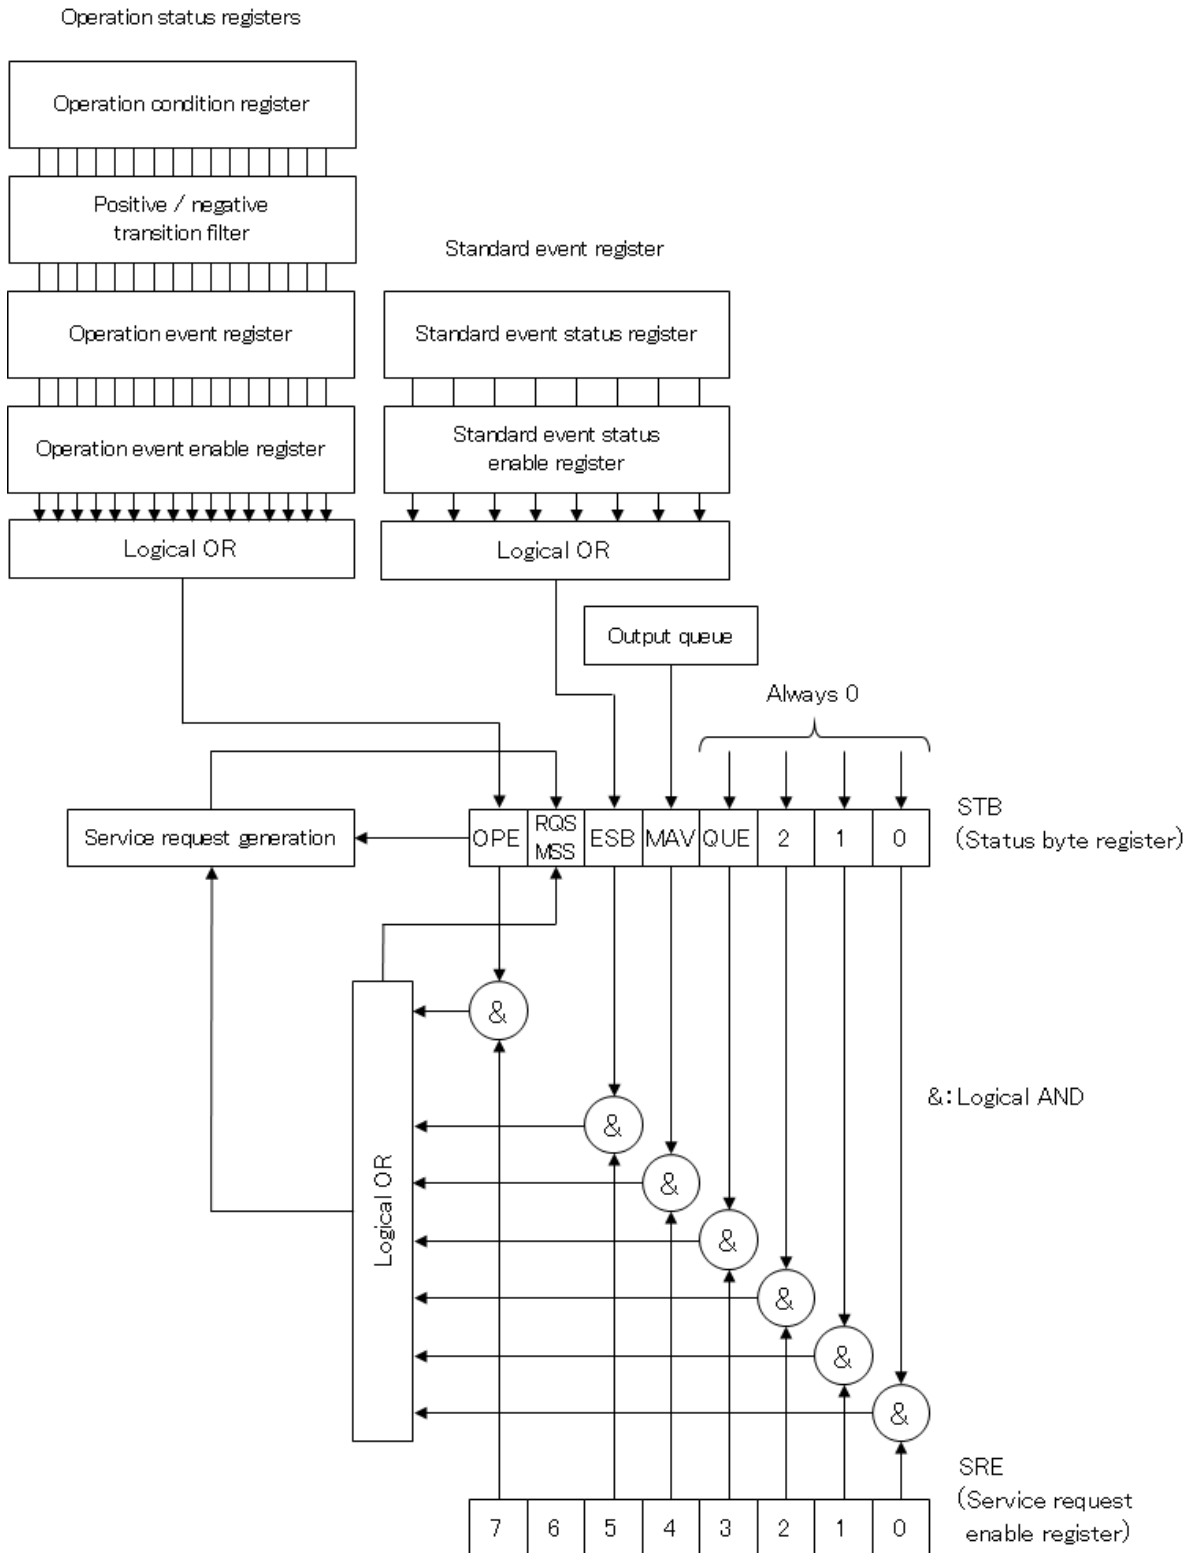 Operation status registers
Operation condition register
Positive / negative
transition filter
Operation event register
Operation event enable register
Logical OR
Standard event register
Standard event status register
Standard event status
enable register
Logical OR
Output queue
Always 0
Service request generation
OPE
RQS
MSS
ESB
MAV
QUE
2
1
0
STB
(Status byte register)
&
&
&
&
&
&
&
Logical OR
&:Logical AND
7
6
5
4
3
2
1
0
SRE
(Service request
enable register)